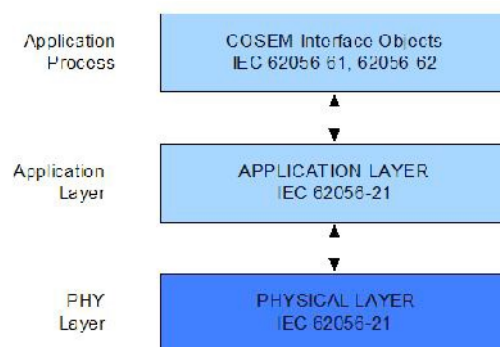 Application
Process
COSEM Interface Objects
IEC 62056-61, 62056-62
Application
Layer
APPLICATION LAYER
IEC 62056-21
PHY
Layer
PHYSICAL LAYER
IEC 62056-21